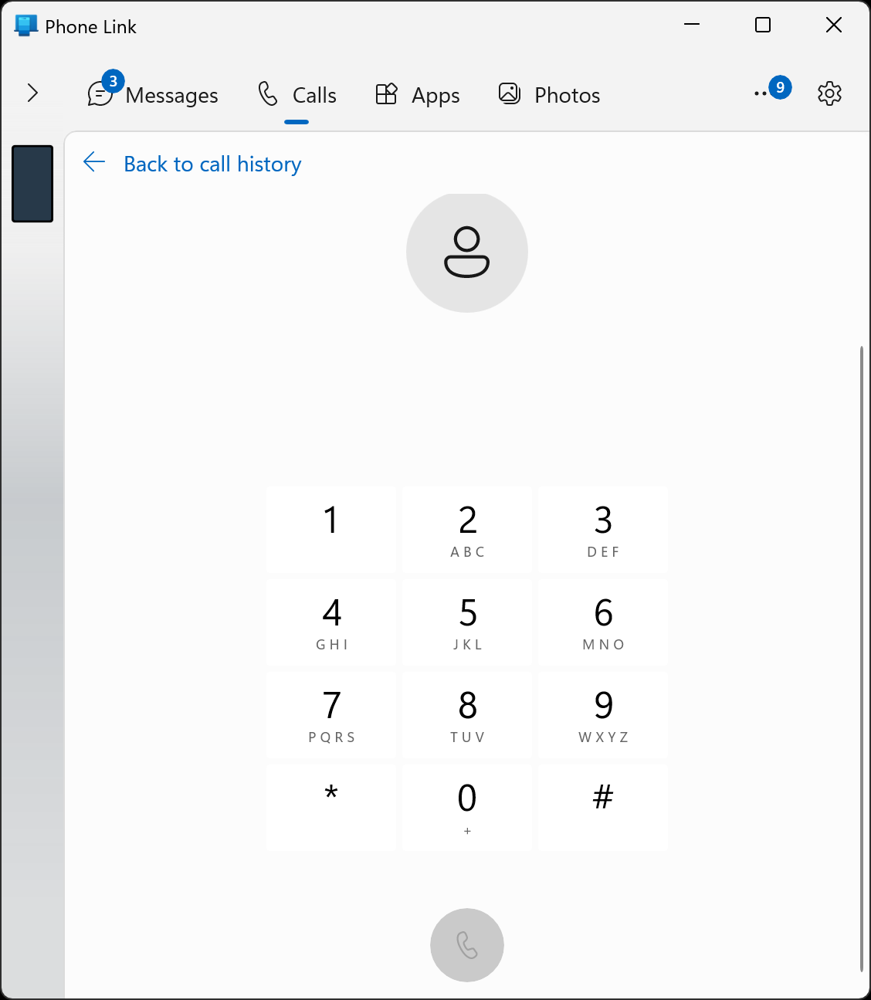 Phone Link
3 Messages Calls Apps Photos 9
Back to call history
1 2 3
ABC DEF
4 5 6
GHI JKL MNO
7 8 9
PQRS TUV WXYZ
* 0 #
+